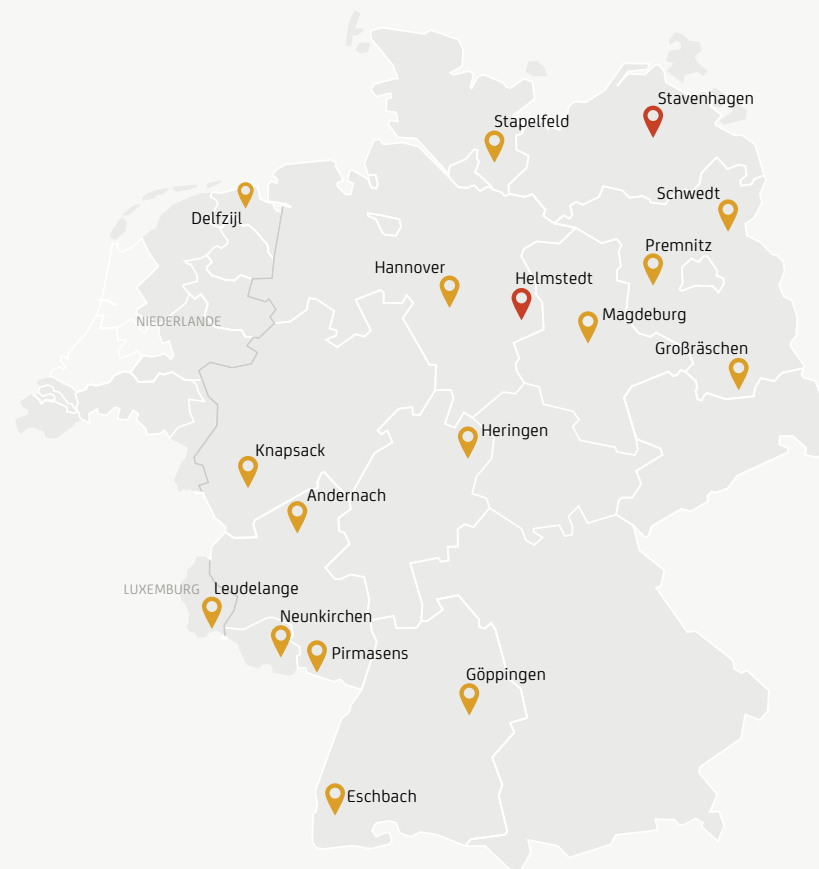 Stavenhagen
Stapelfeld
Schwedt
Delfzijl
Premnitz
Hannover
Helmstedt
Magdeburg
NIEDERLANDE
Großräschen
Heringen
Knapsack
Andernach
LUXEMBURG
Leudelange
Neunkirchen
Pirmasens
Göppingen
Eschbach